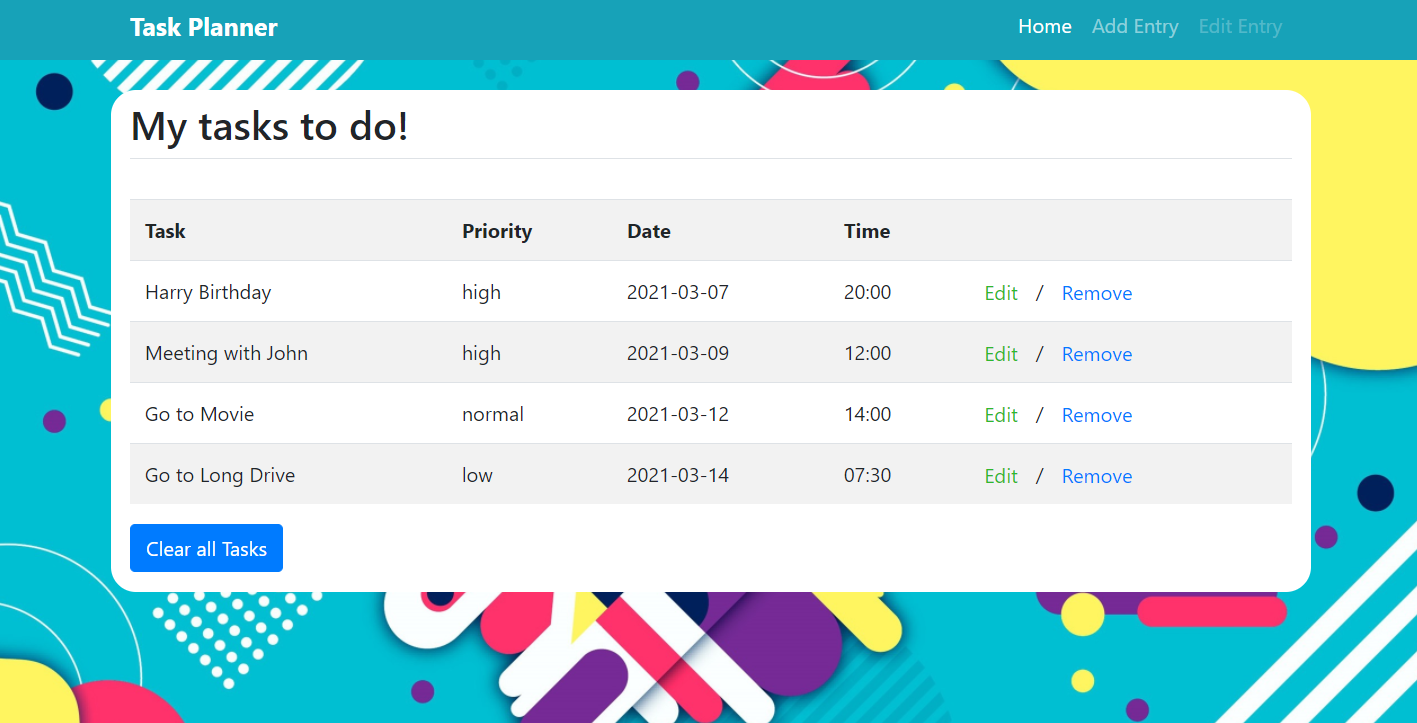 Task Planner Home Add Entry Edit Entry
My tasks to do!
Task Priority Date Time
Harry Birthday high 2021-03-07 20:00 Edit / Remove
Meeting with John high 2021-03-09 12:00 Edit / Remove
Go to Movie normal 2021-03-12 14:00 Edit / Remove
Go to Long Drive low 2021-03-14 07:30 Edit / Remove
Clear all Tasks